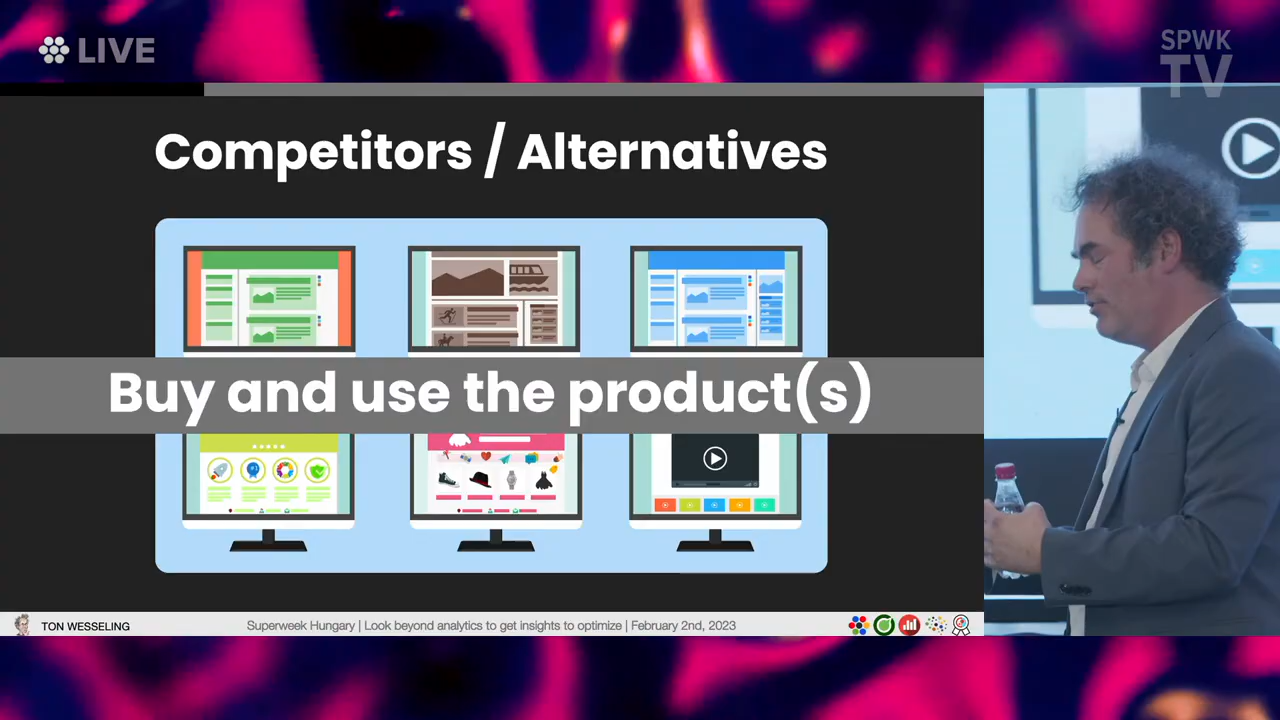 LIVE
SPWK
TV
Competitors / Alternatives
Buy and use the product(s)
TON WESSELING
Superweek Hungary | Look beyond analytics to get insights to optimize | February 2nd, 2023